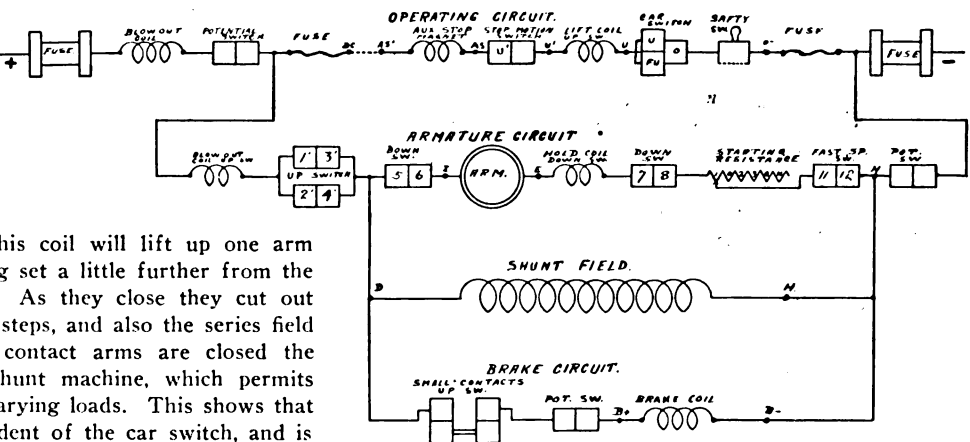 OPERATING CIRCUIT.
FUSE
BLOW OUT COIL
POTENTIAL SWITCH
FUSE
DC
AS'
AUX. STOP MAGNET
AS
STOP MOTION SWITCH
U'
U'
LIFT COIL UP SW
U
CAR SWITCH
U
FU
O
SAFTY SW.
O-
FUSE
FUSE
+
−
ARMATURE CIRCUIT
BLOW OUT COIL UP SW
1' 3'
UP SWITCH
2' 4'
DOWN SW.
5 6
I
ARM.
E
HOLD COIL DOWN SW.
DOWN SW
7 8
STARTING RESISTANCE
FAST SP. SW.
11 12
H
POT. SW
his coil will lift up one arm
g set a little further from the
As they close they cut out
steps, and also the series field
contact arms are closed the
hunt machine, which permits
arying loads. This shows that
dent of the car switch, and is
SHUNT FIELD.
D
H
BRAKE CIRCUIT.
SMALL CONTACTS UP SW.
POT. SW.
B+
BRAKE COIL
B-